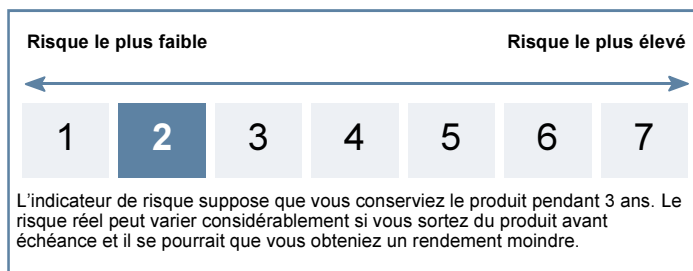 Risque le plus faible Risque le plus élevé
1 2 3 4 5 6 7
L'indicateur de risque suppose que vous conserviez le produit pendant 3 ans. Le
risque réel peut varier considérablement si vous sortez du produit avant
échéance et il se pourrait que vous obteniez un rendement moindre.